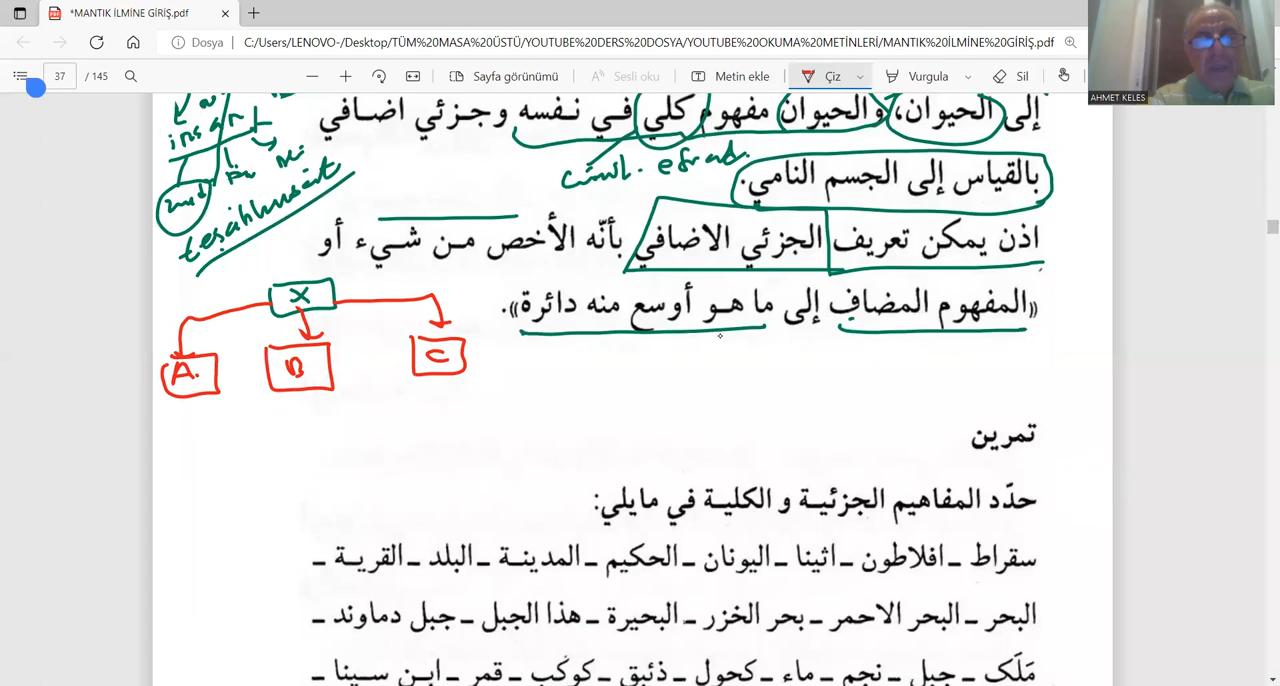 *MANTIK İLMİNE GİRİŞ.pdf
Dosya
C:/Users/LENOVO-/Desktop/TÜM%20MASA%20ÜSTÜ/YOUTUBE%20DERS%20DOSYA/YOUTUBE%20OKUMA%20METİNLERİ/MANTIK%20İLMİNE%20GİRİŞ.pdf
37 / 145
Sayfa görünümü
Sesli oku
Metin ekle
Çiz
Vurgula
Sil
AHMET KELES
إلى الحيوان، والحيوان مفهوم كلي في نفسه وجزئي اضافي
insan
efrad.
بالقياس إلى الجسم النامي.
اذن يمكن تعريف الجزئي الاضافي بأنّه الأخص من شيء أو
«المفهوم المضاف إلى ما هو أوسع منه دائرة».
X
A. B C
تمرين
حدّد المفاهيم الجزئية و الكلية في مايلي:
سقراط ـ افلاطون ـ اثينا ـ اليونان ـ الحكيم ـ المدينة ـ البلد ـ القرية ـ
البحر ـ البحر الاحمر ـ بحر الخزر ـ البحيرة ـ هذا الجبل ـ جبل دماوند ـ
مَلَك ـ جبل ـ نجم ـ ماء ـ كحول ـ ذئبق ـ كوكب ـ قمر ـ ابن سينا ـ